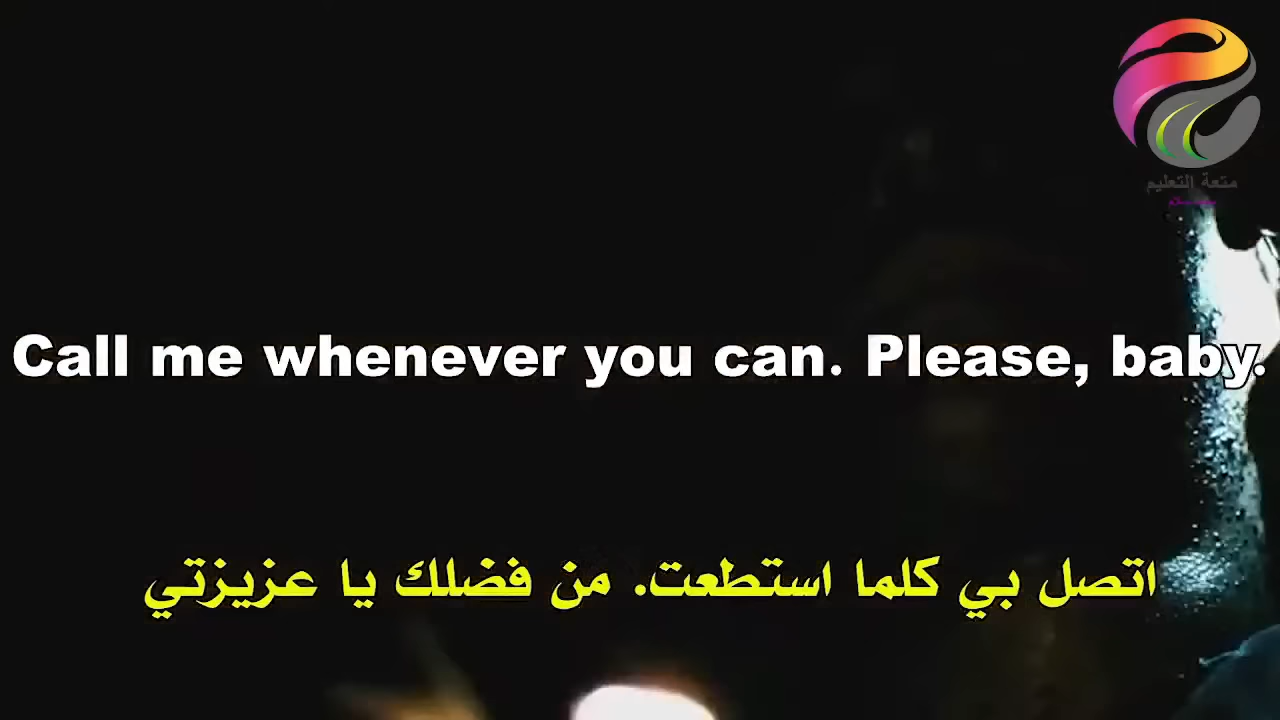 متعة التعليم
Call me whenever you can. Please, baby.
اتصل بي كلما استطعت. من فضلك يا عزيزتي